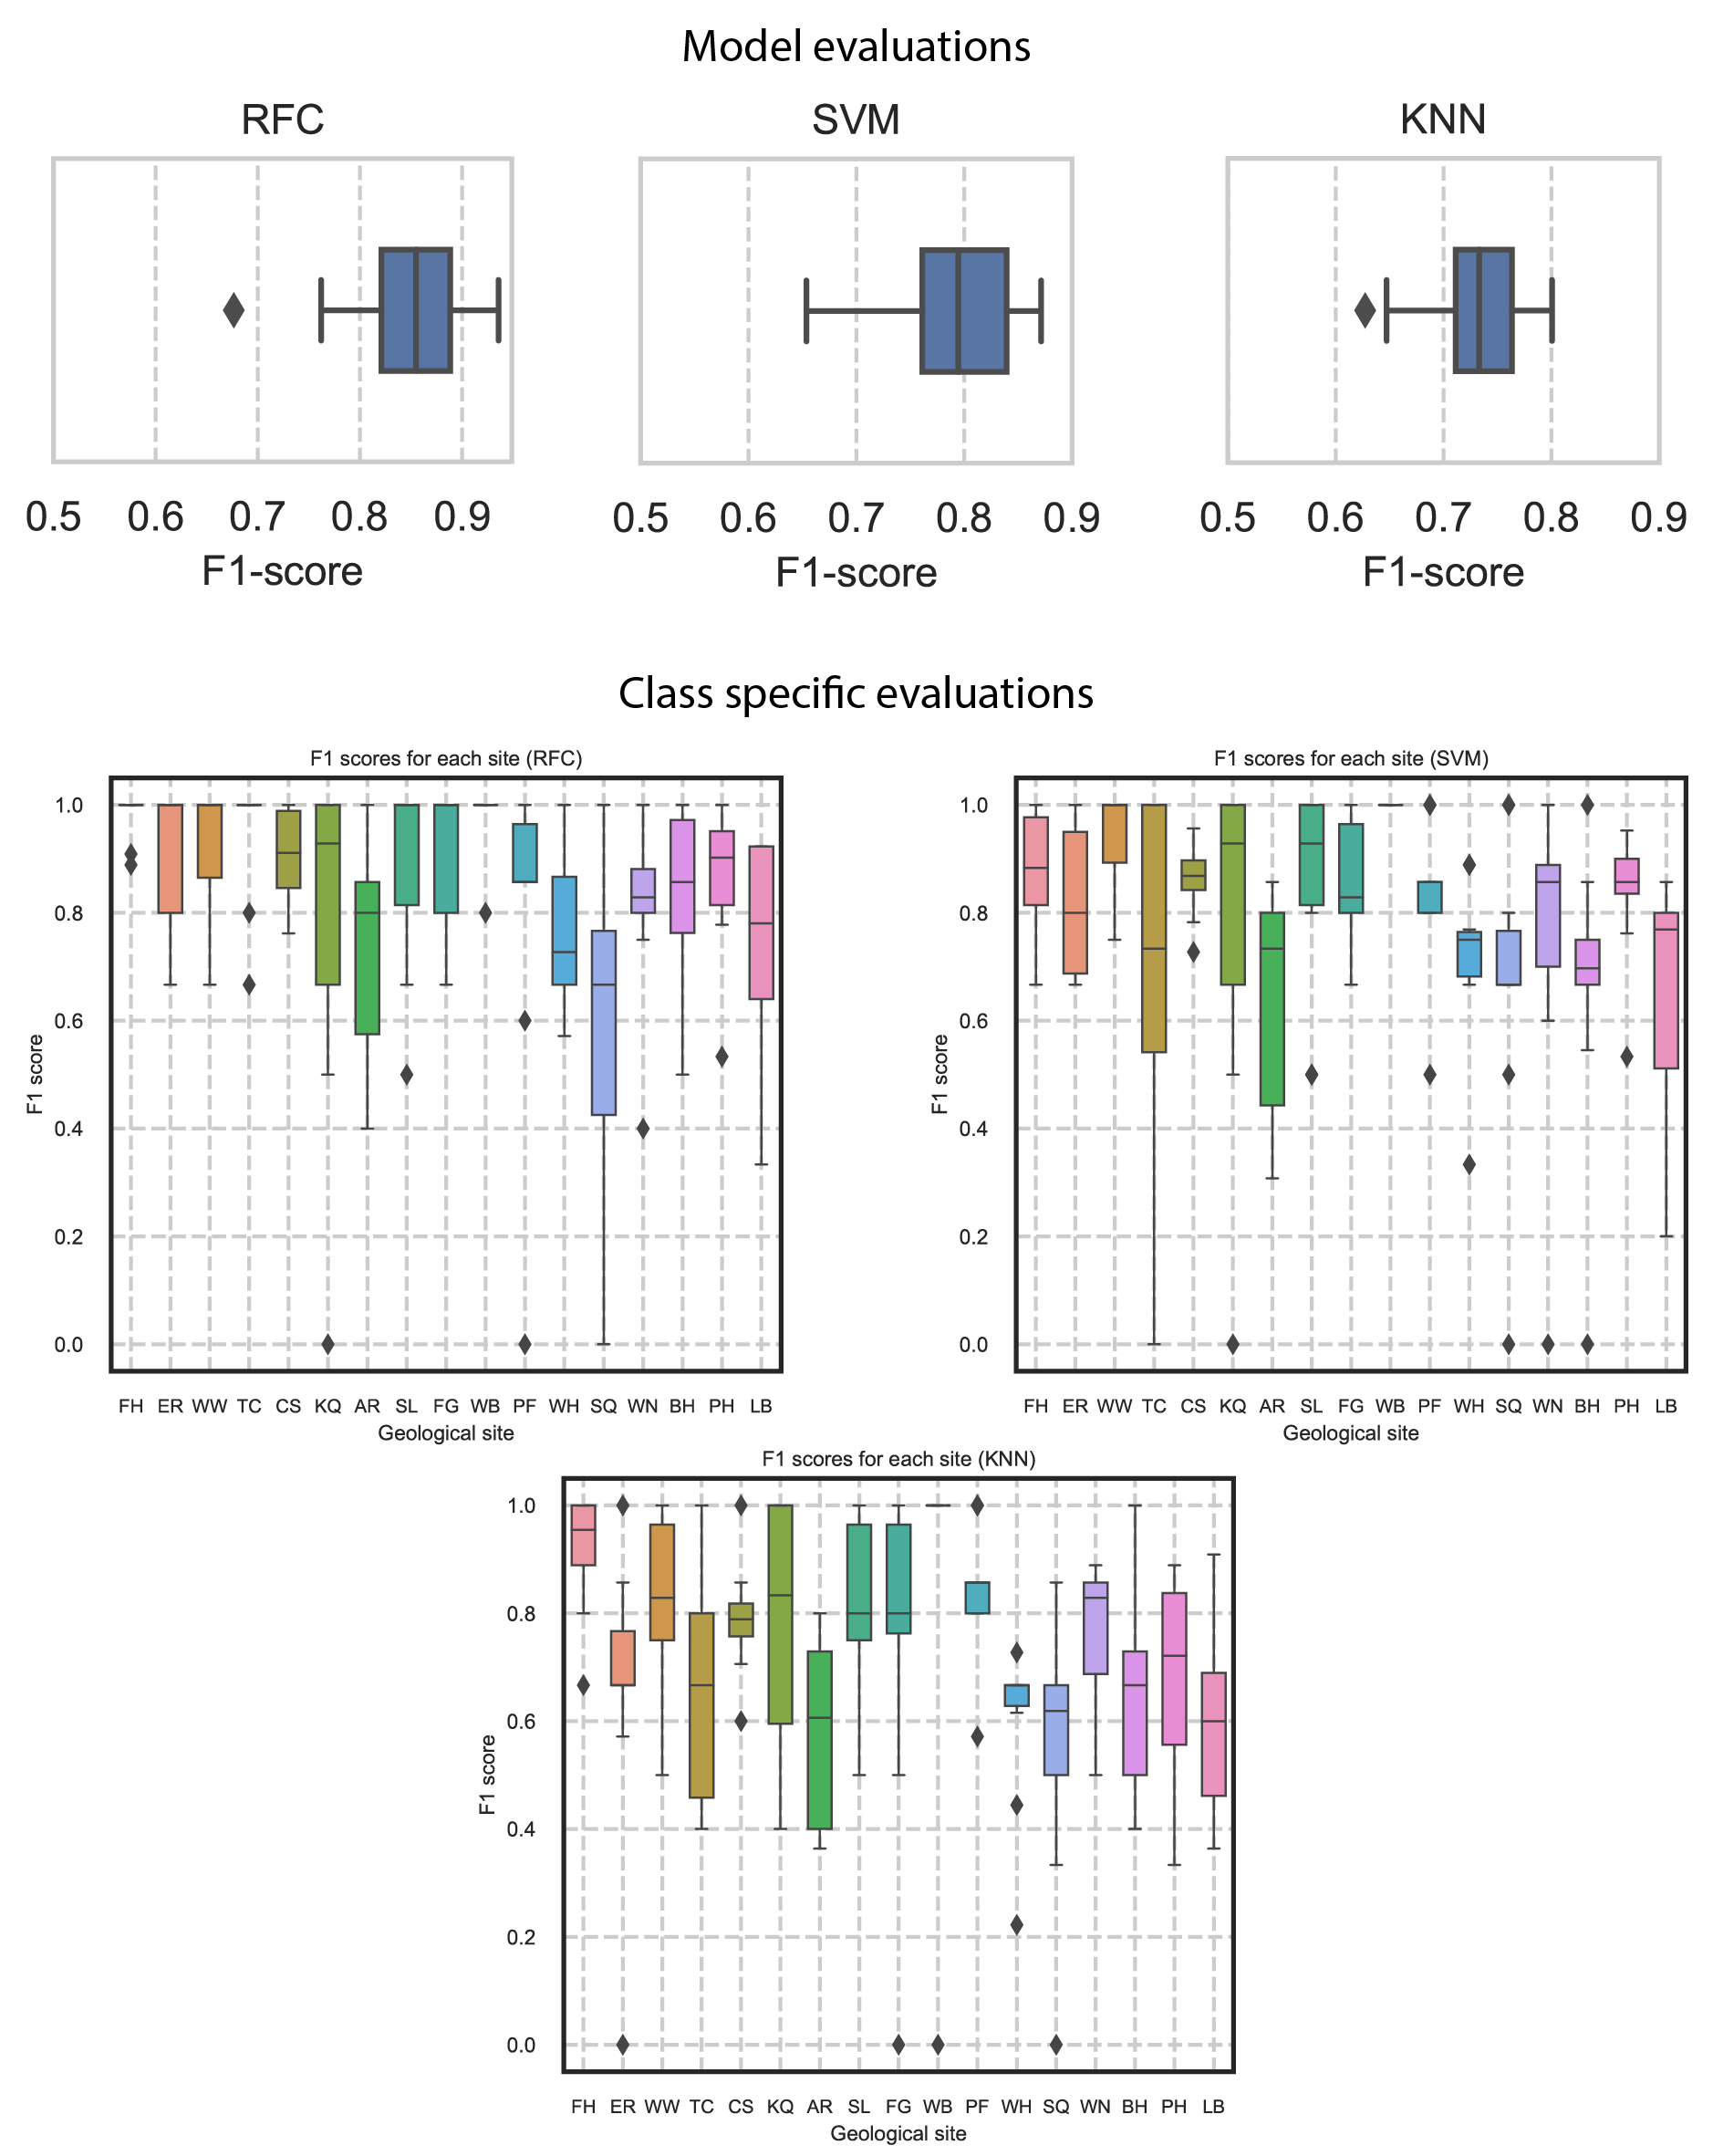 Model evaluations
RFC
SVM
KNN
0.5 0.6 0.7 0.8 0.9
0.5 0.6 0.7 0.8 0.9
0.5 0.6 0.7 0.8 0.9
F1-score
F1-score
F1-score
Class specific evaluations
F1 scores for each site (RFC)
1.0
0.8
0.6
0.4
0.2
0.0
F1 score
FH ER WW TC CS KQ AR SL FG WB PF WH SQ WN BH PH LB
Geological site
F1 scores for each site (SVM)
1.0
0.8
0.6
0.4
0.2
0.0
F1 score
FH ER WW TC CS KQ AR SL FG WB PF WH SQ WN BH PH LB
Geological site
F1 scores for each site (KNN)
1.0
0.8
0.6
0.4
0.2
0.0
F1 score
FH ER WW TC CS KQ AR SL FG WB PF WH SQ WN BH PH LB
Geological site